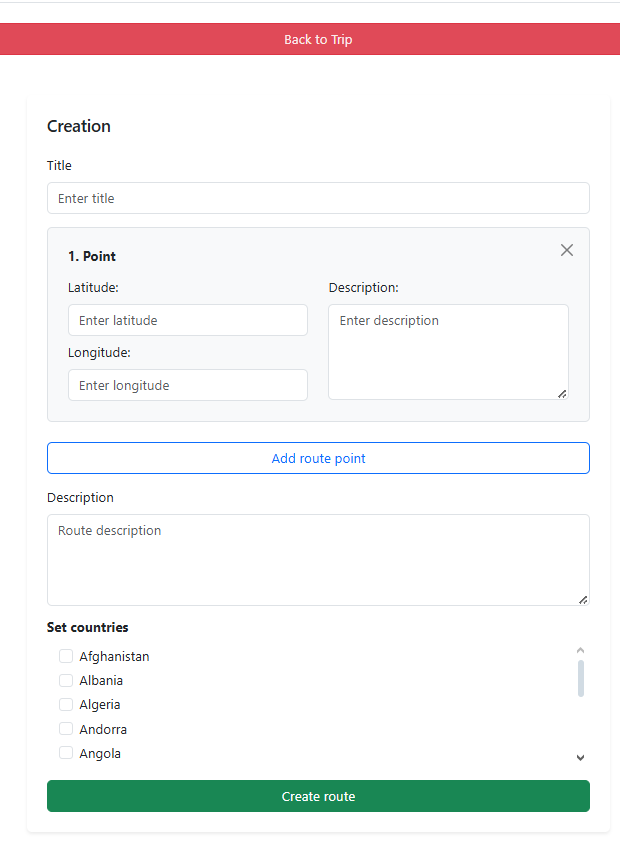 Back to Trip
Creation
Title
Enter title
1. Point
Latitude:
Enter latitude
Longitude:
Enter longitude
Description:
Enter description
Add route point
Description
Route description
Set countries
Afghanistan
Albania
Algeria
Andorra
Angola
Create route